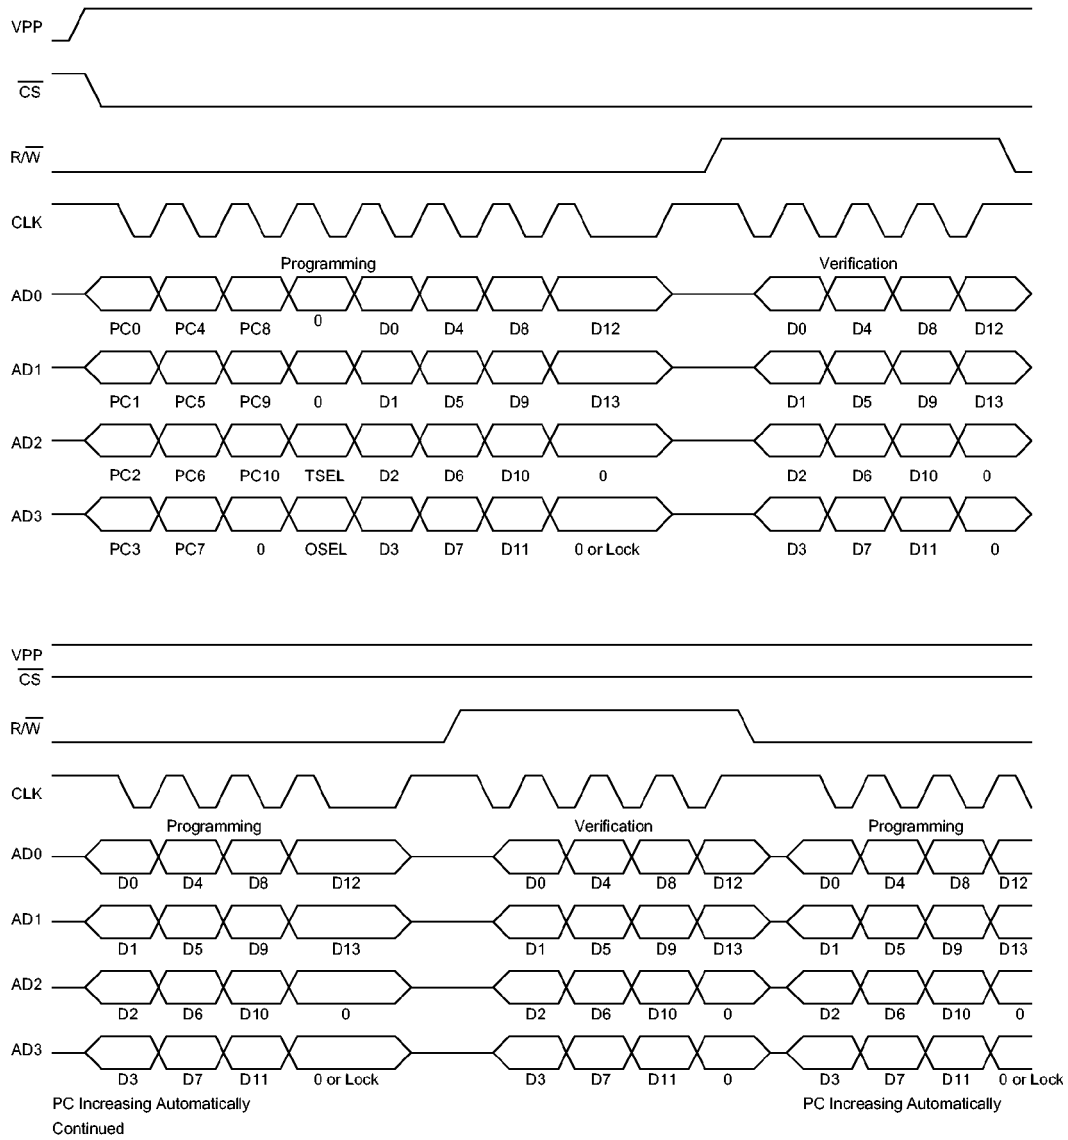 VPP
CS
R/W
CLK
Programming Verification
AD0
PC0 PC4 PC8 0 D0 D4 D8 D12 D0 D4 D8 D12
AD1
PC1 PC5 PC9 0 D1 D5 D9 D13 D1 D5 D9 D13
AD2
PC2 PC6 PC10 TSEL D2 D6 D10 0 D2 D6 D10 0
AD3
PC3 PC7 0 OSEL D3 D7 D11 0 or Lock D3 D7 D11 0
VPP
CS
R/W
CLK
Programming Verification Programming
AD0
D0 D4 D8 D12 D0 D4 D8 D12 D0 D4 D8 D12
AD1
D1 D5 D9 D13 D1 D5 D9 D13 D1 D5 D9 D13
AD2
D2 D6 D10 0 D2 D6 D10 0 D2 D6 D10 0
AD3
D3 D7 D11 0 or Lock D3 D7 D11 0 D3 D7 D11 0 or Lock
PC Increasing Automatically PC Increasing Automatically
Continued